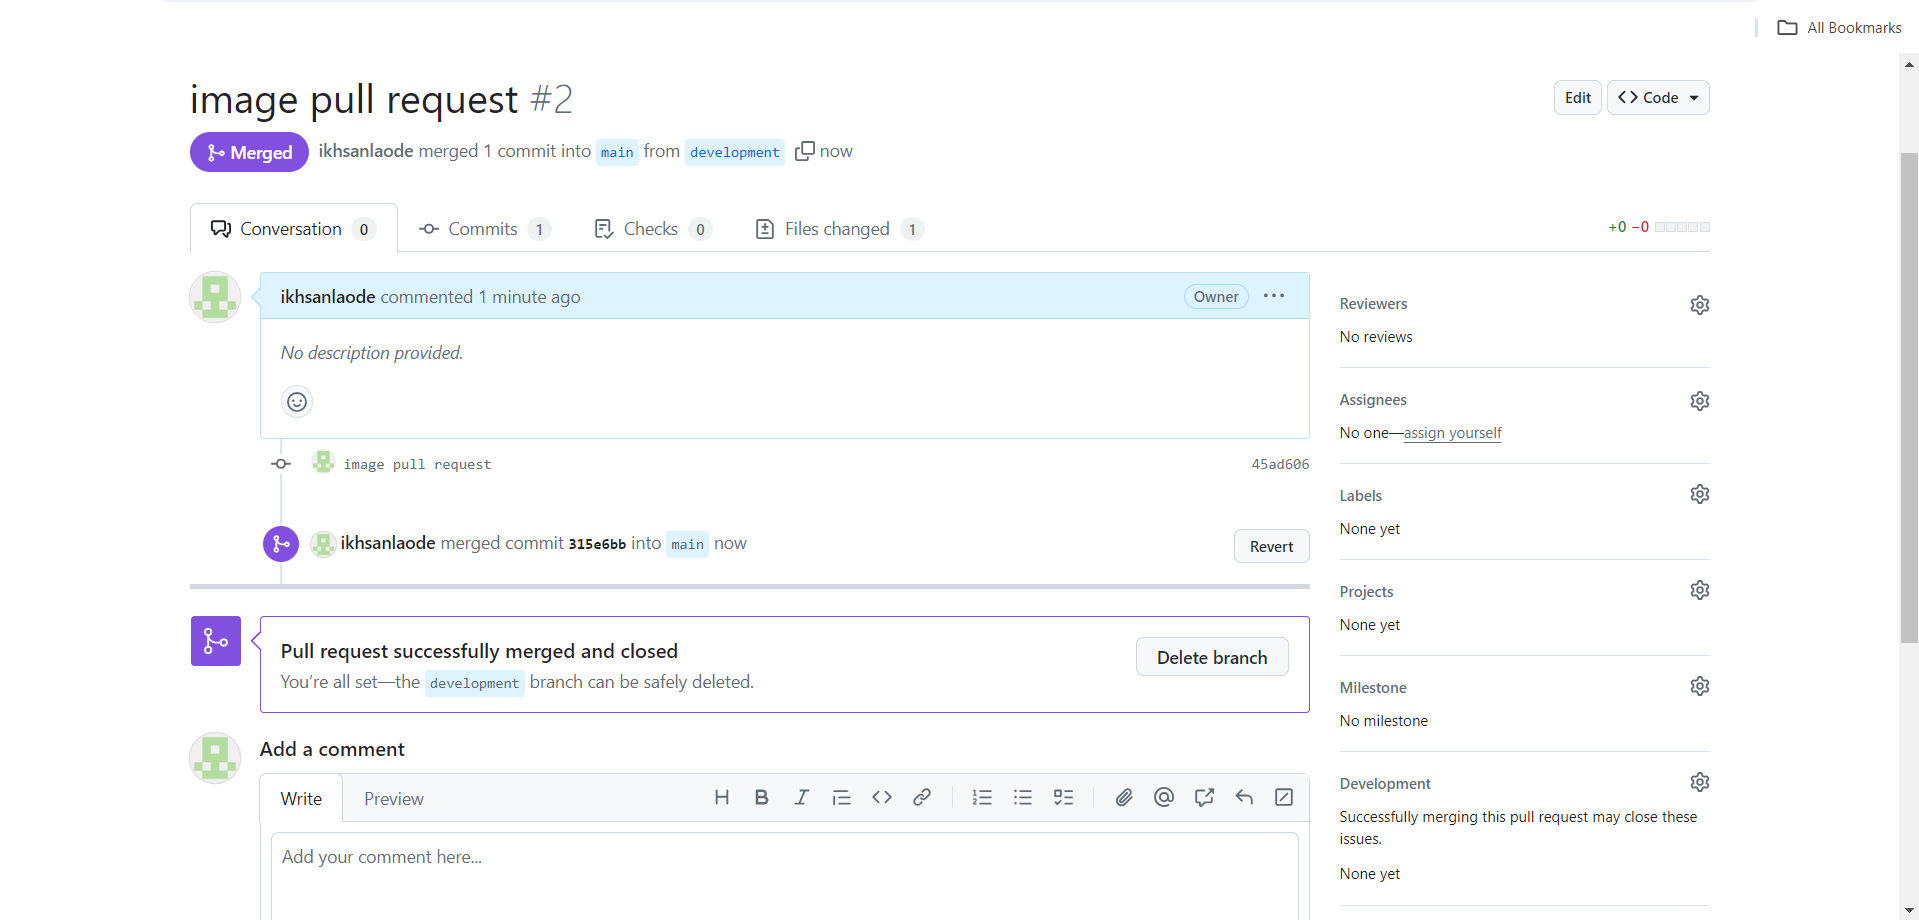 All Bookmarks
image pull request #2
Edit
Code
Merged
ikhsanlaode merged 1 commit into main from development now
Conversation 0
Commits 1
Checks 0
Files changed 1
+0 −0
ikhsanlaode commented 1 minute ago
Owner
No description provided.
image pull request
45ad606
ikhsanlaode merged commit 315e6bb into main now
Revert
Pull request successfully merged and closed
You're all set—the development branch can be safely deleted.
Delete branch
Add a comment
Write
Preview
Add your comment here...
Reviewers
No reviews
Assignees
No one—assign yourself
Labels
None yet
Projects
None yet
Milestone
No milestone
Development
Successfully merging this pull request may close these
issues.
None yet